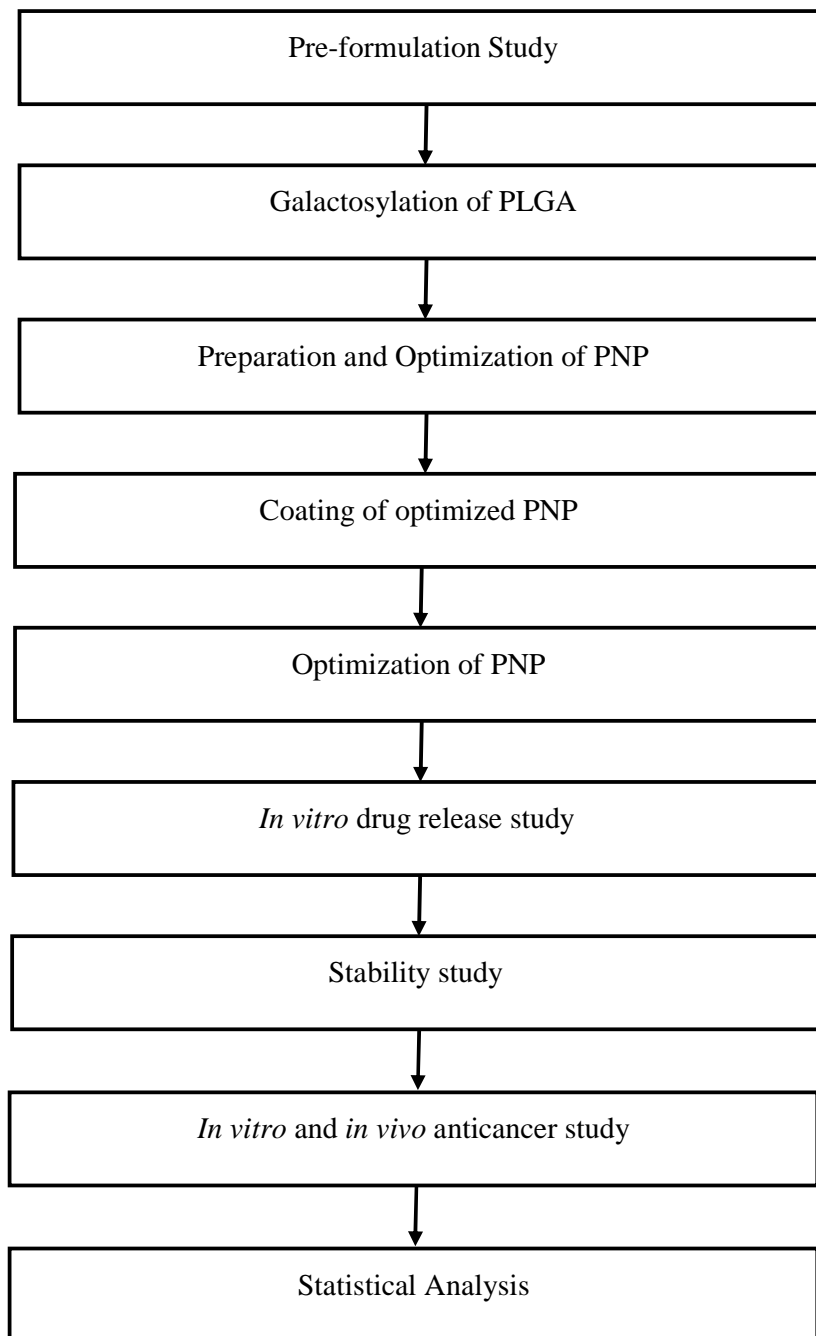 Pre-formulation Study
Galactosylation of PLGA
Preparation and Optimization of PNP
Coating of optimized PNP
Optimization of PNP
In vitro drug release study
Stability study
In vitro and in vivo anticancer study
Statistical Analysis